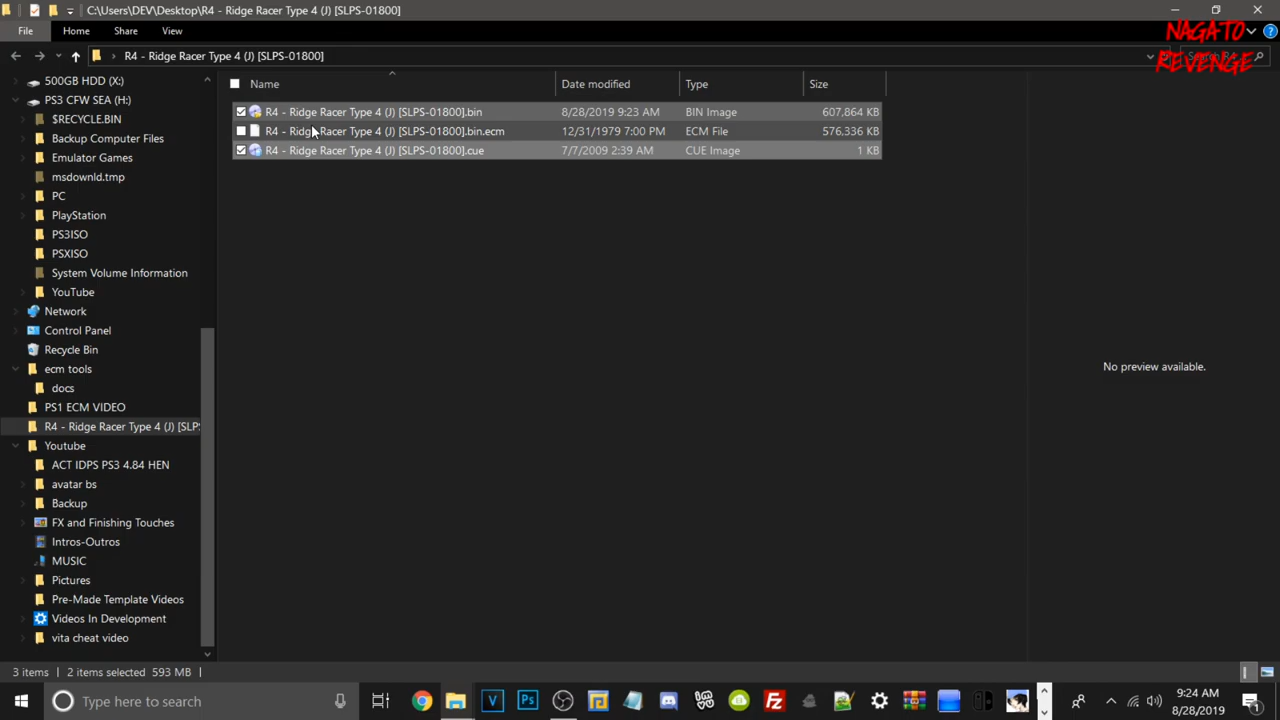 C:\Users\DEV\Desktop\R4 - Ridge Racer Type 4 (J) [SLPS-01800]
File Home Share View
NAGATO
REVENGE
R4 - Ridge Racer Type 4 (J) [SLPS-01800]
500GB HDD (X:)
PS3 CFW SEA (H:)
$RECYCLE.BIN
Backup Computer Files
Emulator Games
msdownld.tmp
PC
PlayStation
PS3ISO
PSXISO
System Volume Information
YouTube
Network
Control Panel
Recycle Bin
ecm tools
docs
PS1 ECM VIDEO
R4 - Ridge Racer Type 4 (J) [SLPS
Youtube
ACT IDPS PS3 4.84 HEN
avatar bs
Backup
FX and Finishing Touches
Intros-Outros
MUSIC
Pictures
Pre-Made Template Videos
Videos In Development
vita cheat video
Name Date modified Type Size
R4 - Ridge Racer Type 4 (J) [SLPS-01800].bin 8/28/2019 9:23 AM BIN Image 607,864 KB
R4 - Ridge Racer Type 4 (J) [SLPS-01800].bin.ecm 12/31/1979 7:00 PM ECM File 576,336 KB
R4 - Ridge Racer Type 4 (J) [SLPS-01800].cue 7/7/2009 2:39 AM CUE Image 1 KB
No preview available.
3 items 2 items selected 593 MB
Type here to search
9:24 AM
8/28/2019